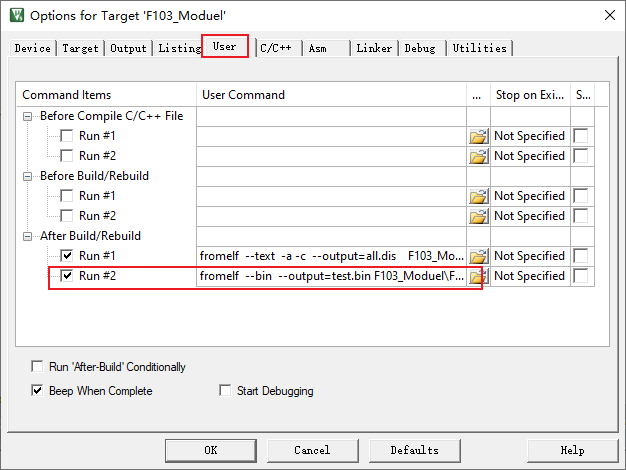 Options for Target 'F103_Moduel'
Device Target Output Listing User C/C++ Asm Linker Debug Utilities
Command Items User Command ... Stop on Exi... S...
Before Compile C/C++ File
Run #1 Not Specified
Run #2 Not Specified
Before Build/Rebuild
Run #1 Not Specified
Run #2 Not Specified
After Build/Rebuild
Run #1 fromelf --text -a -c --output=all.dis F103_Mo... Not Specified
Run #2 fromelf --bin --output=test.bin F103_Moduel\F... Not Specified
Run 'After-Build' Conditionally
Beep When Complete Start Debugging
OK Cancel Defaults Help